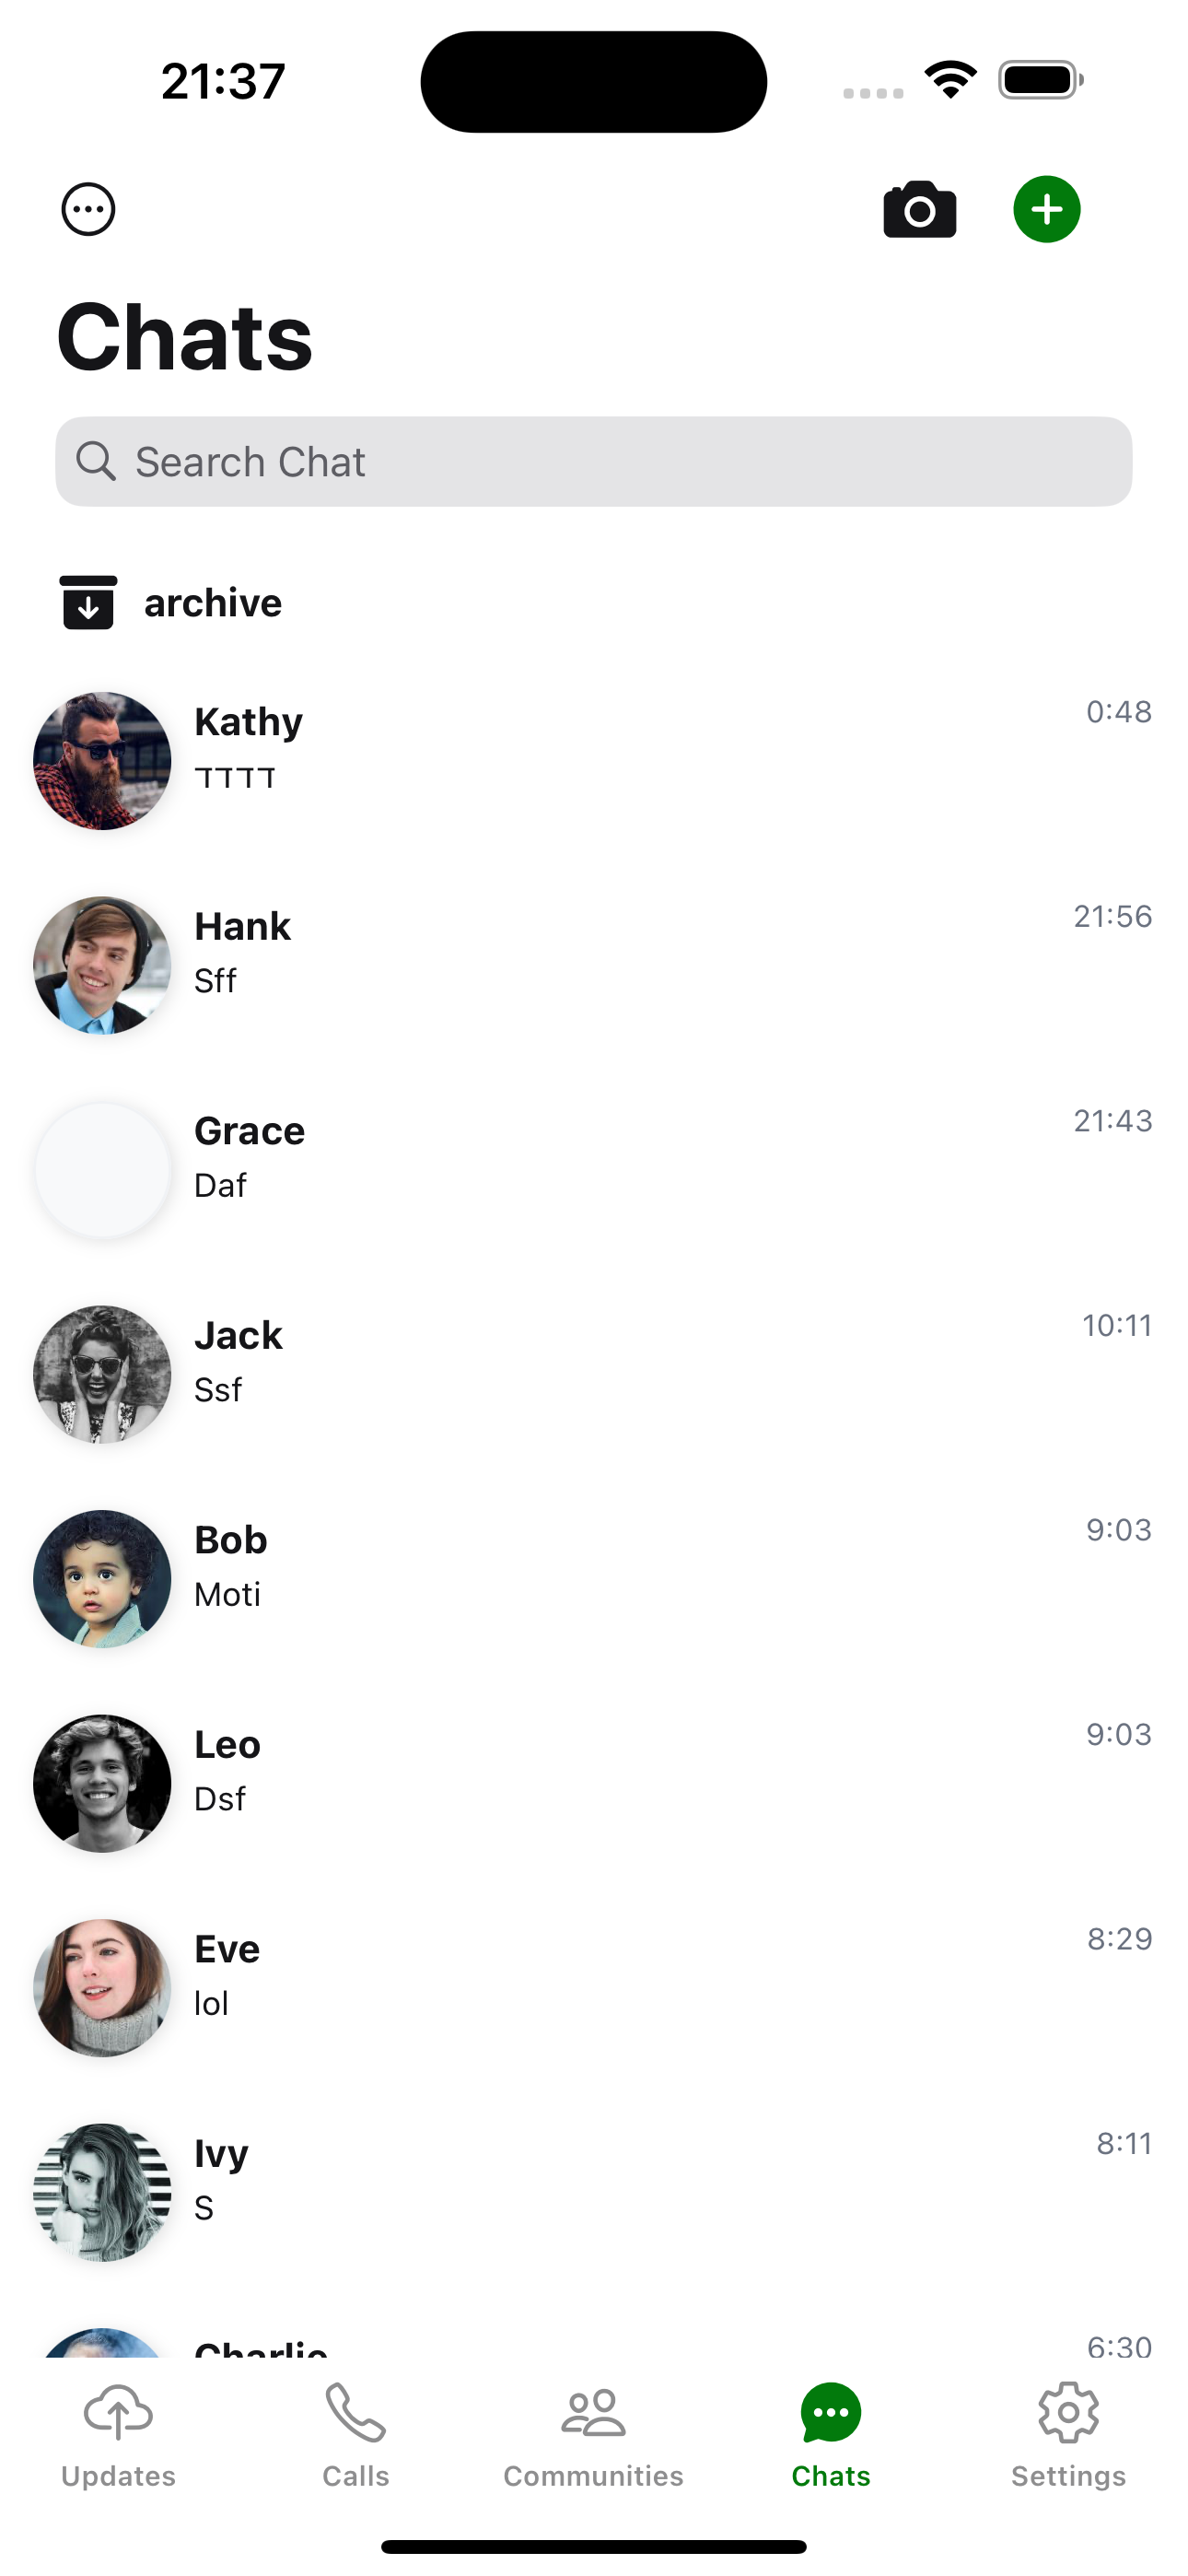 21:37
Chats
Search Chat
archive
Kathy
0:48
דדדד
Hank
21:56
Sff
Grace
21:43
Daf
Jack
10:11
Ssf
Bob
9:03
Moti
Leo
9:03
Dsf
Eve
8:29
lol
Ivy
8:11
S
Charlie
6:30
Updates
Calls
Communities
Chats
Settings